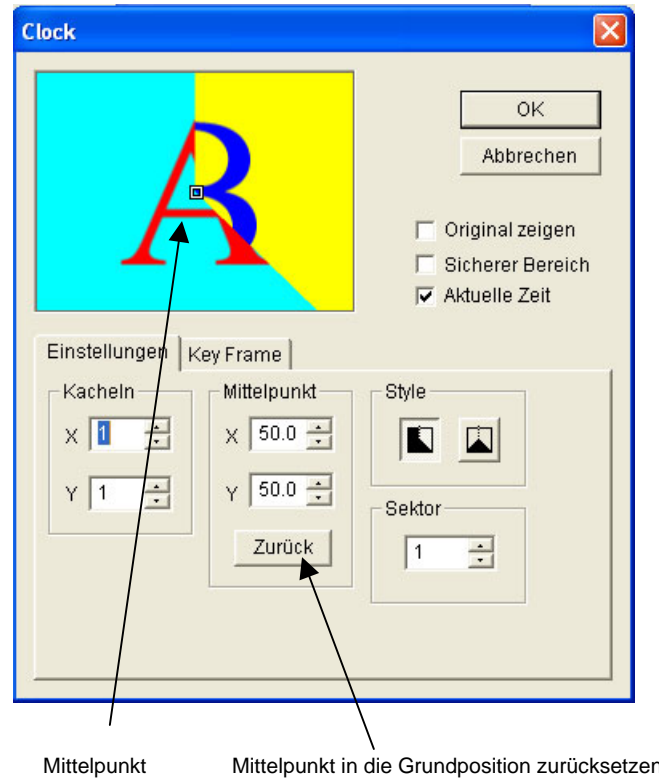 Clock
A B
OK
Abbrechen
Original zeigen
Sicherer Bereich
Aktuelle Zeit
Einstellungen Key Frame
Kacheln
X 1
Y 1
Mittelpunkt
X 50.0
Y 50.0
Zurück
Style
Sektor
1
Mittelpunkt Mittelpunkt in die Grundposition zurücksetzen